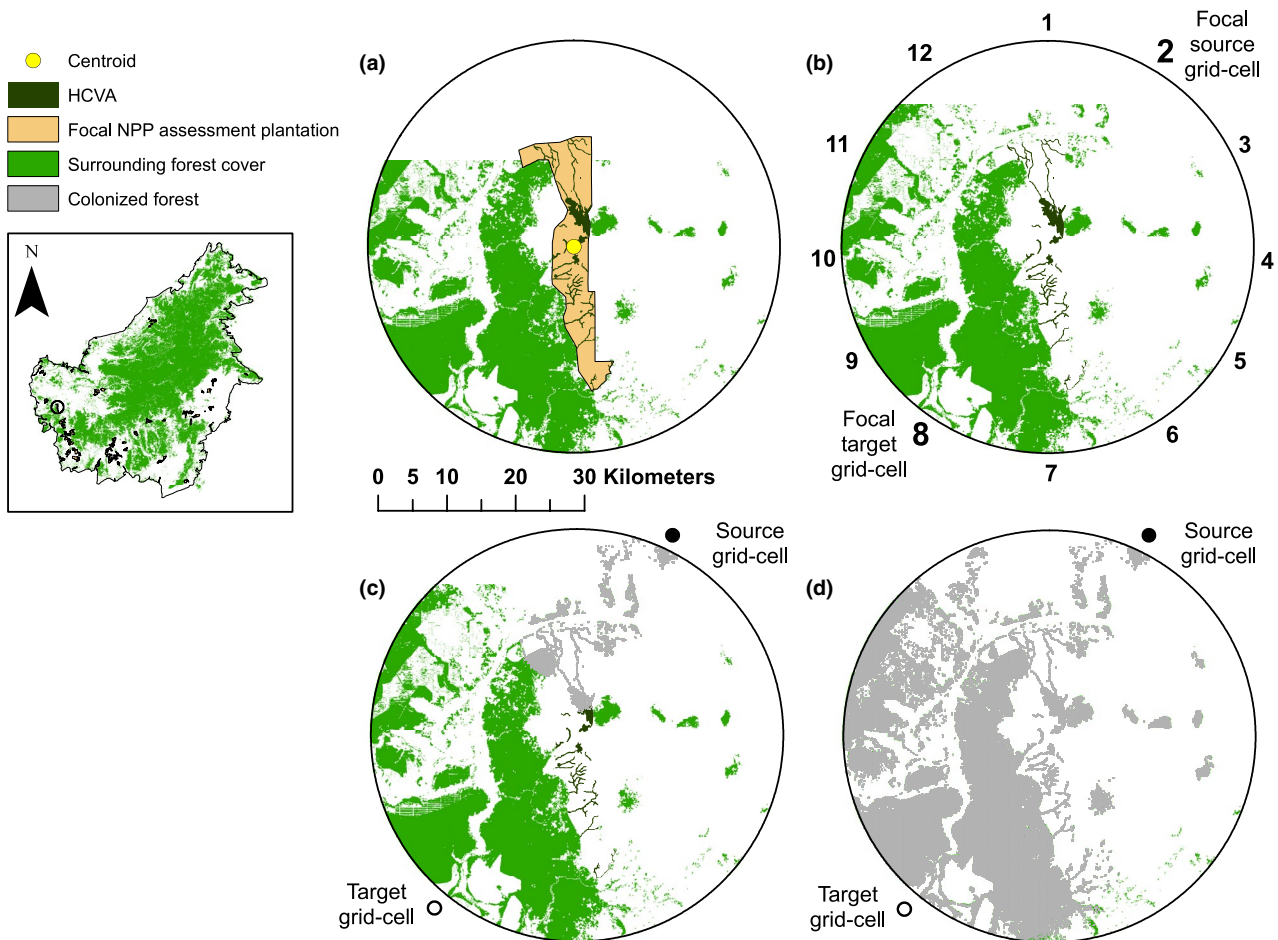 Centroid
HCVA
Focal NPP assessment plantation
Surrounding forest cover
Colonized forest
N
(a)
0 5 10 20 30 Kilometers
(b)
1
2
Focal
source
grid-cell
3
4
5
6
7
8
Focal
target
grid-cell
9
10
11
12
(c)
Source
grid-cell
Target
grid-cell
(d)
Source
grid-cell
Target
grid-cell